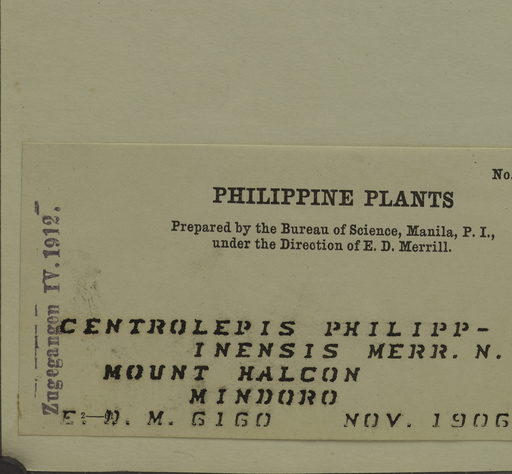 No.
PHILIPPINE PLANTS
Prepared by the Bureau of Science, Manila, P. I.,
under the Direction of E. D. Merrill.
Zugegangen IV. 1912.
CENTROLEPIS PHILIPP-
INENSIS MERR. N.
MOUNT HALCON
MINDORO
E. D. M. 6160 NOV. 1906